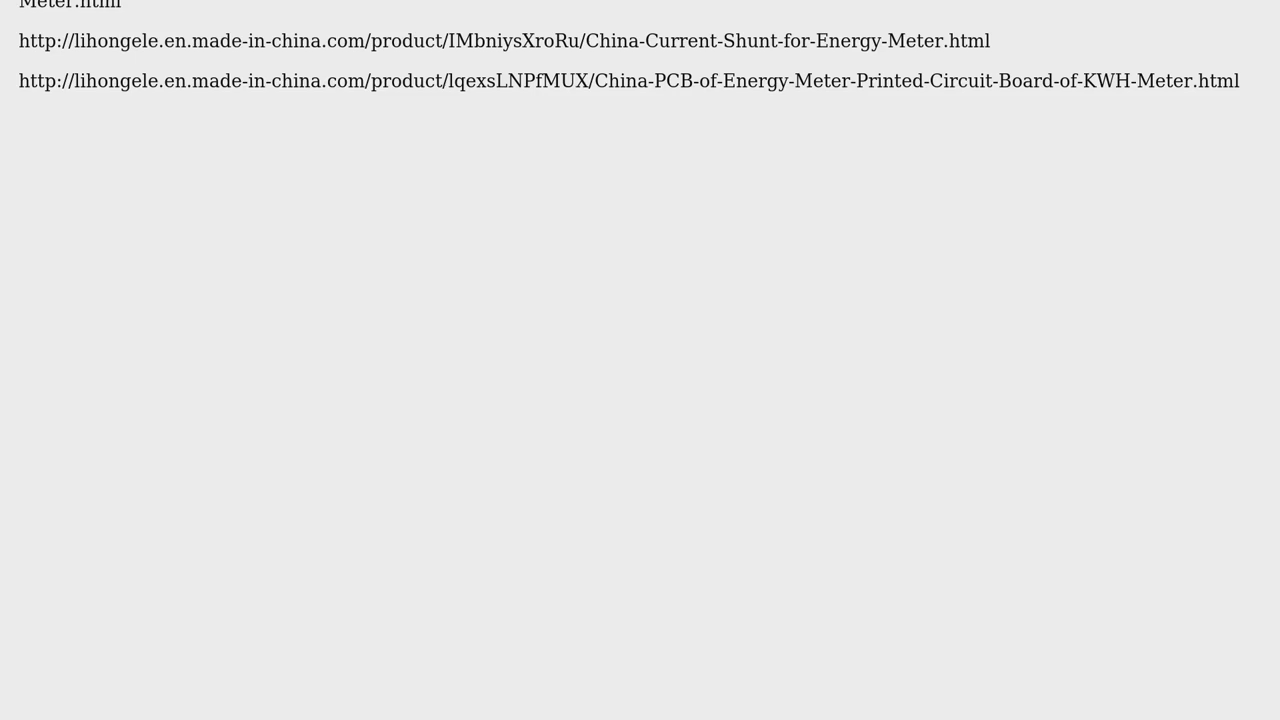 Meter.html
http://lihongele.en.made-in-china.com/product/IMbniysXroRu/China-Current-Shunt-for-Energy-Meter.html
http://lihongele.en.made-in-china.com/product/lqexsLNPfMUX/China-PCB-of-Energy-Meter-Printed-Circuit-Board-of-KWH-Meter.html